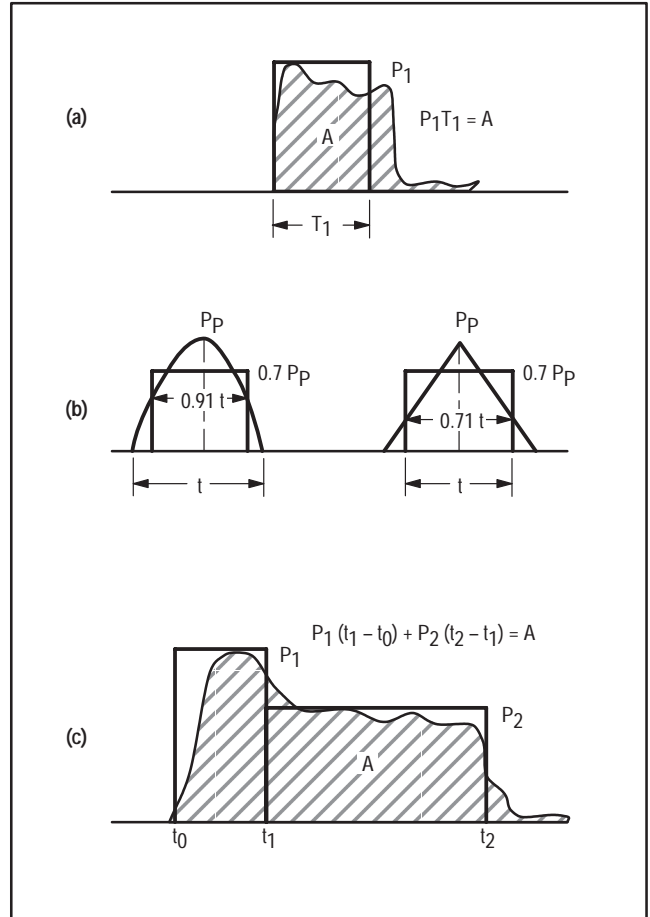 (a)
P1
P1T1 = A
A
T1
(b)
PP
0.7 PP
0.91 t
t
PP
0.7 PP
0.71 t
t
P1 (t1 – t0) + P2 (t2 – t1) = A
P1
P2
(c)
A
t0 t1 t2